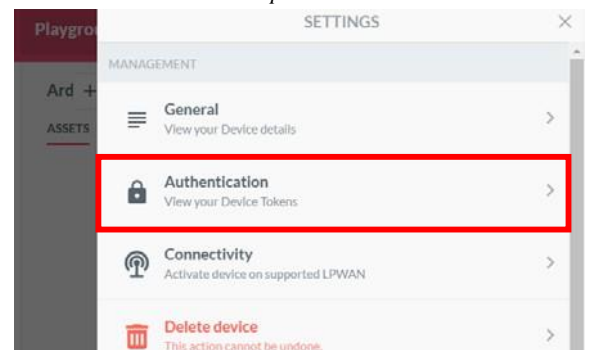 SETTINGS
Playgro
MANAGEMENT
Ard +
ASSETS
General
View your Device details
Authentication
View your Device Tokens
Connectivity
Activate device on supported LPWAN
Delete device
This action cannot be undone.